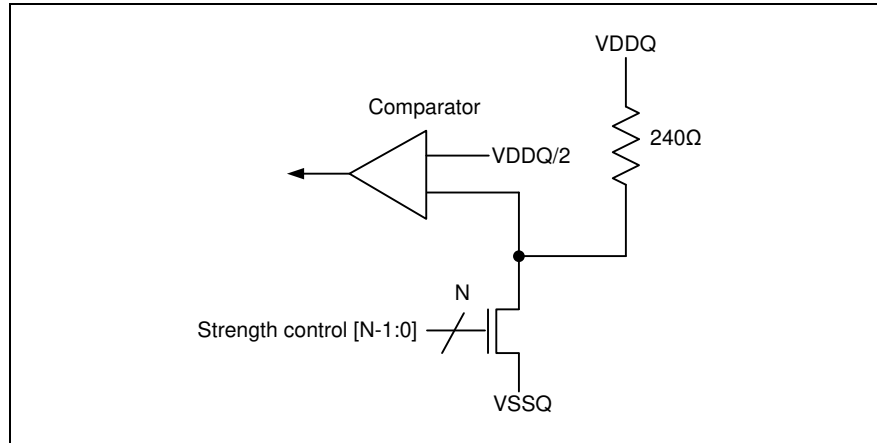 VDDQ
Comparator
240Ω
VDDQ/2
N
Strength control [N-1:0]
VSSQ